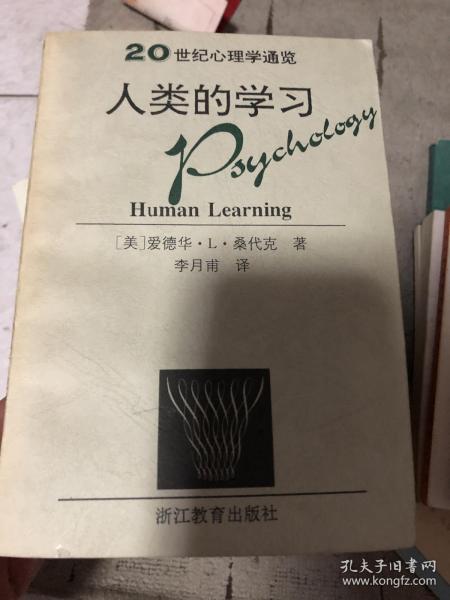 20世纪心理学通览
人类的学习
Psychology
Human Learning
[美]爱德华·L·桑代克 著
李月甫 译
浙江教育出版社
孔夫子旧书网
www.kongfz.com